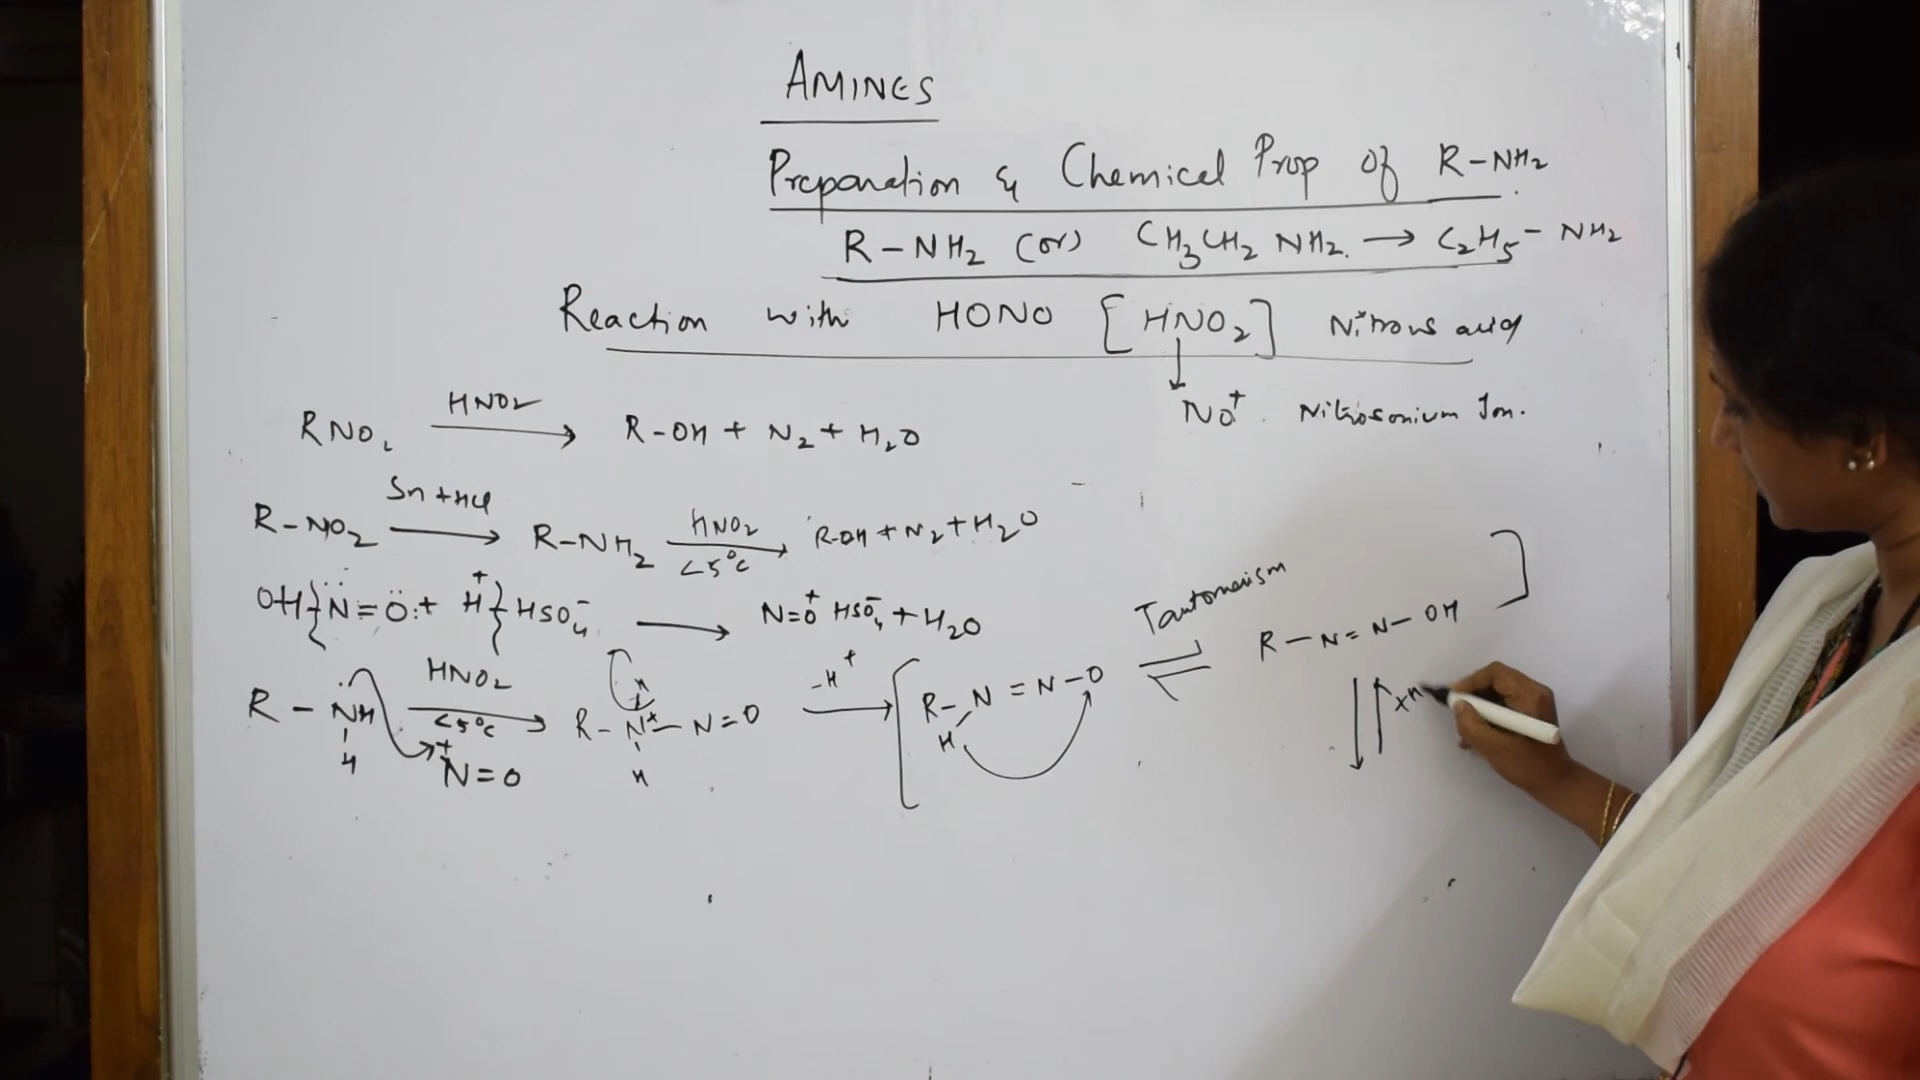 AMINES
Preparation & Chemical Prop of R-NH2
R-NH2 (or) CH3CH2 NH2. → C2H5- NH2
Reaction with HONO [HNO2] Nitrous acid
↓
NO+ . Nitrosonium Ion.
HNO2
RNO2 → R-OH + N2 + H2O
Sn + HCl
R-NO2 → R-NH2 HNO2 → R-OH + N2 + H2O
<5°C
OH N=O: + H+ HSO4- → N=O+ HSO4- + H2O
Tautomerism
R - NH HNO2 → R-N+-N=O -H+ → [ R-N=N-O ⇌ R-N=N-OH ]
H <5°C H H H
+N=O